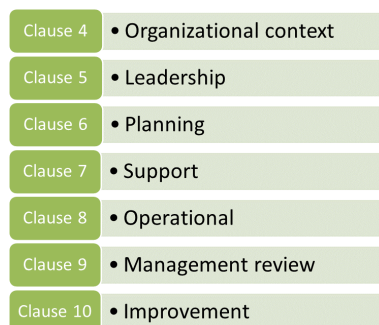 Clause 4 • Organizational context
Clause 5 • Leadership
Clause 6 • Planning
Clause 7 • Support
Clause 8 • Operational
Clause 9 • Management review
Clause 10 • Improvement